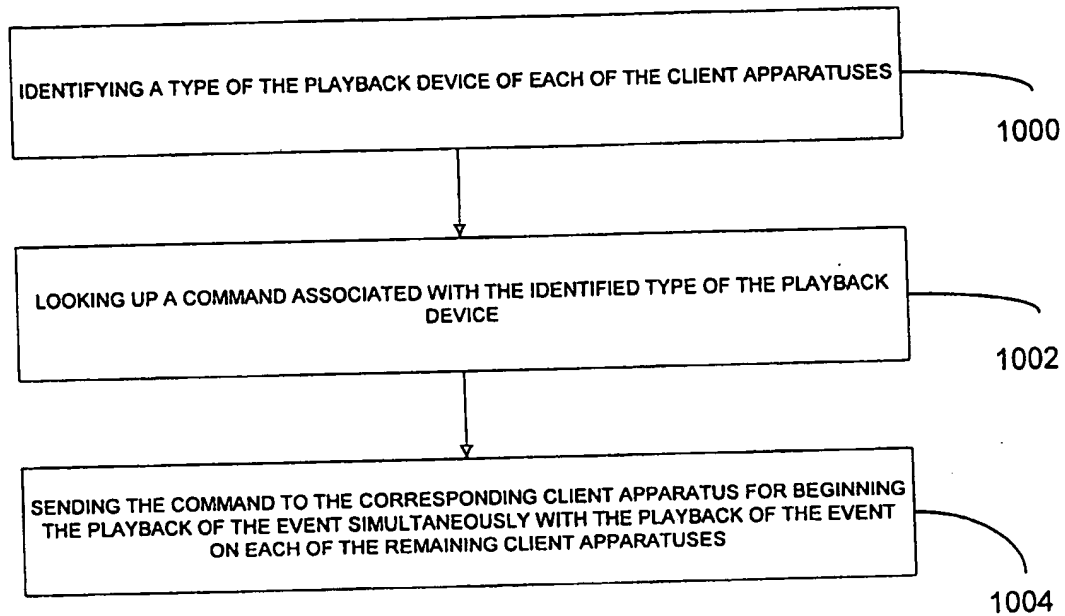 IDENTIFYING A TYPE OF THE PLAYBACK DEVICE OF EACH OF THE CLIENT APPARATUSES
1000
LOOKING UP A COMMAND ASSOCIATED WITH THE IDENTIFIED TYPE OF THE PLAYBACK
DEVICE
1002
SENDING THE COMMAND TO THE CORRESPONDING CLIENT APPARATUS FOR BEGINNING
THE PLAYBACK OF THE EVENT SIMULTANEOUSLY WITH THE PLAYBACK OF THE EVENT
ON EACH OF THE REMAINING CLIENT APPARATUSES
1004